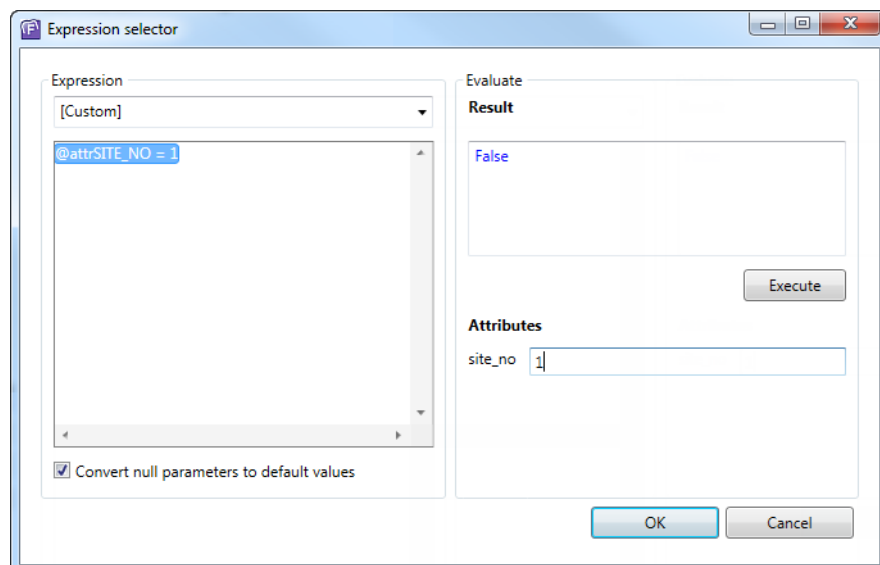 Expression selector
Expression
[Custom]
@attrSITE_NO = 1
Convert null parameters to default values
Evaluate
Result
False
Execute
Attributes
site_no 1
OK Cancel